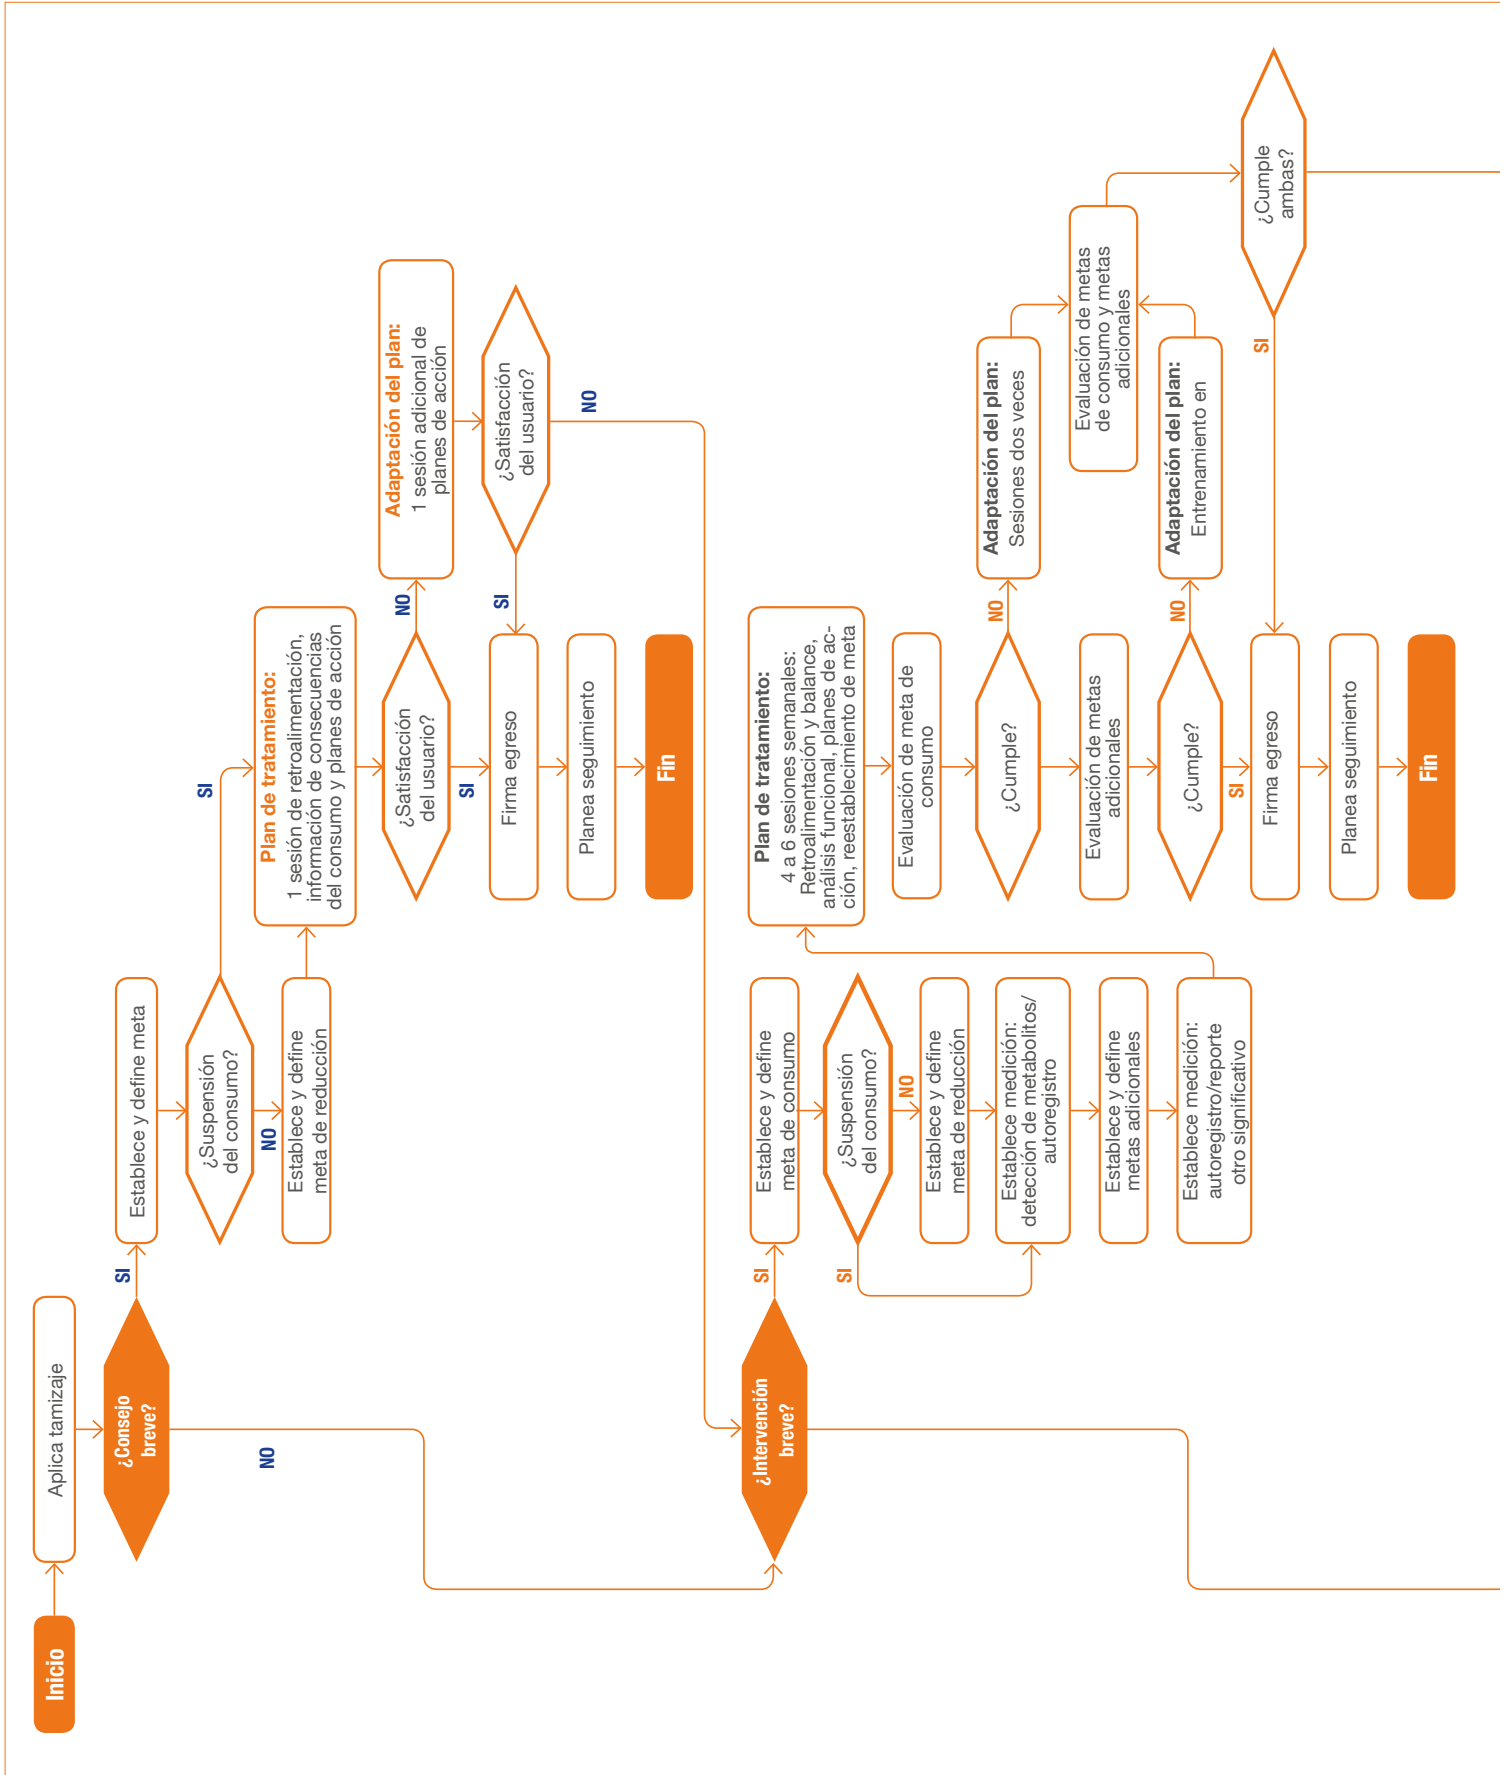 Inicio
Aplica tamizaje
¿Consejo
breve?
SI
NO
Establece y define meta
¿Suspensión
del consumo?
SI
NO
Establece y define
meta de reducción
Plan de tratamiento:
1 sesión de retroalimentación,
información de consecuencias
del consumo y planes de acción
¿Satisfacción
del usuario?
NO
SI
Adaptación del plan:
1 sesión adicional de
planes de acción
¿Satisfacción
del usuario?
SI
NO
Firma egreso
Planea seguimiento
Fin
¿Intervención
breve?
SI
Establece y define
meta de consumo
¿Suspensión
del consumo?
SI
NO
Establece y define
meta de reducción
Establece medición:
detección de metabolitos/
autoregistro
Establece y define
metas adicionales
Establece medición:
autoregistro/reporte
otro significativo
Plan de tratamiento:
4 a 6 sesiones semanales:
Retroalimentación y balance,
análisis funcional, planes de ac-
ción, reestablecimiento de meta
Evaluación de meta de
consumo
¿Cumple?
NO
Adaptación del plan:
Sesiones dos veces
Evaluación de metas
adicionales
¿Cumple?
NO
SI
Adaptación del plan:
Entrenamiento en
Evaluación de metas
de consumo y metas
adicionales
¿Cumple
ambas?
SI
Firma egreso
Planea seguimiento
Fin